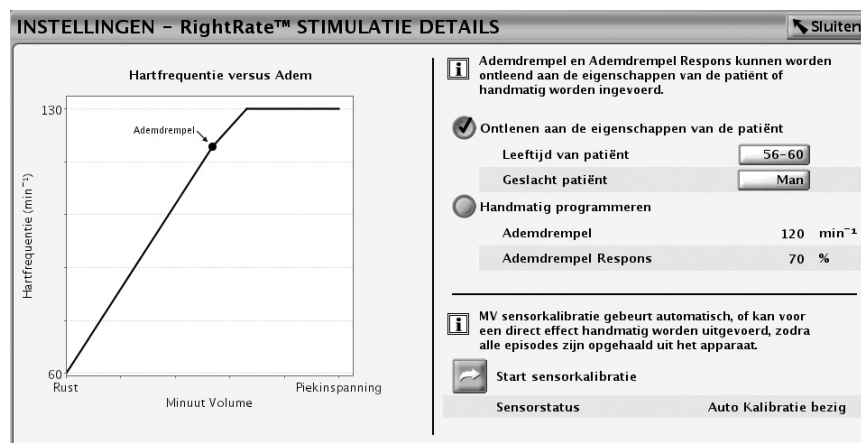 INSTELLINGEN - RightRate™ STIMULATIE DETAILS
Sluiten
Hartfrequentie versus Adem
130
Ademdrempel
Hartfrequentie (min⁻¹)
60
Rust
Piekinspanning
Minuut Volume
i
Ademdrempel en Ademdrempel Respons kunnen worden
ontleend aan de eigenschappen van de patiënt of
handmatig worden ingevoerd.
Ontlenen aan de eigenschappen van de patiënt
Leeftijd van patiënt 56-60
Geslacht patiënt Man
Handmatig programmeren
Ademdrempel 120 min⁻¹
Ademdrempel Respons 70 %
i
MV sensorkalibratie gebeurt automatisch, of kan voor
een direct effect handmatig worden uitgevoerd, zodra
alle episodes zijn opgehaald uit het apparaat.
Start sensorkalibratie
Sensorstatus Auto Kalibratie bezig